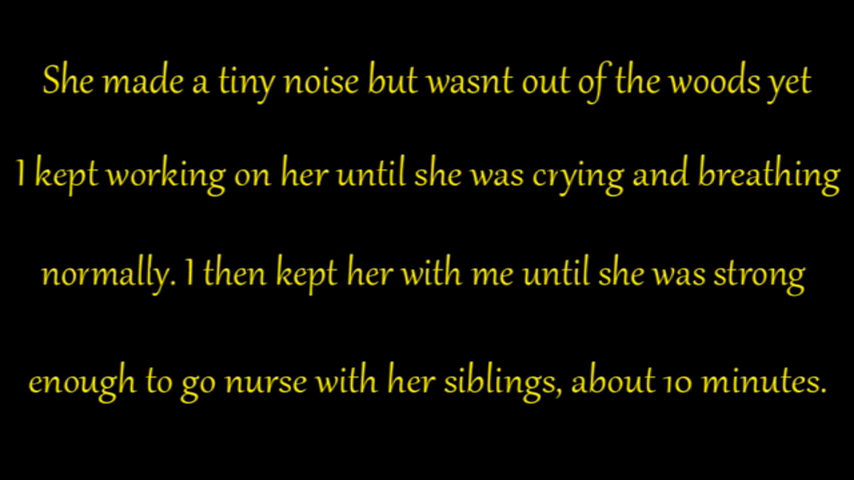 She made a tiny noise but wasnt out of the woods yet
I kept working on her until she was crying and breathing
normally. I then kept her with me until she was strong
enough to go nurse with her siblings, about 10 minutes.